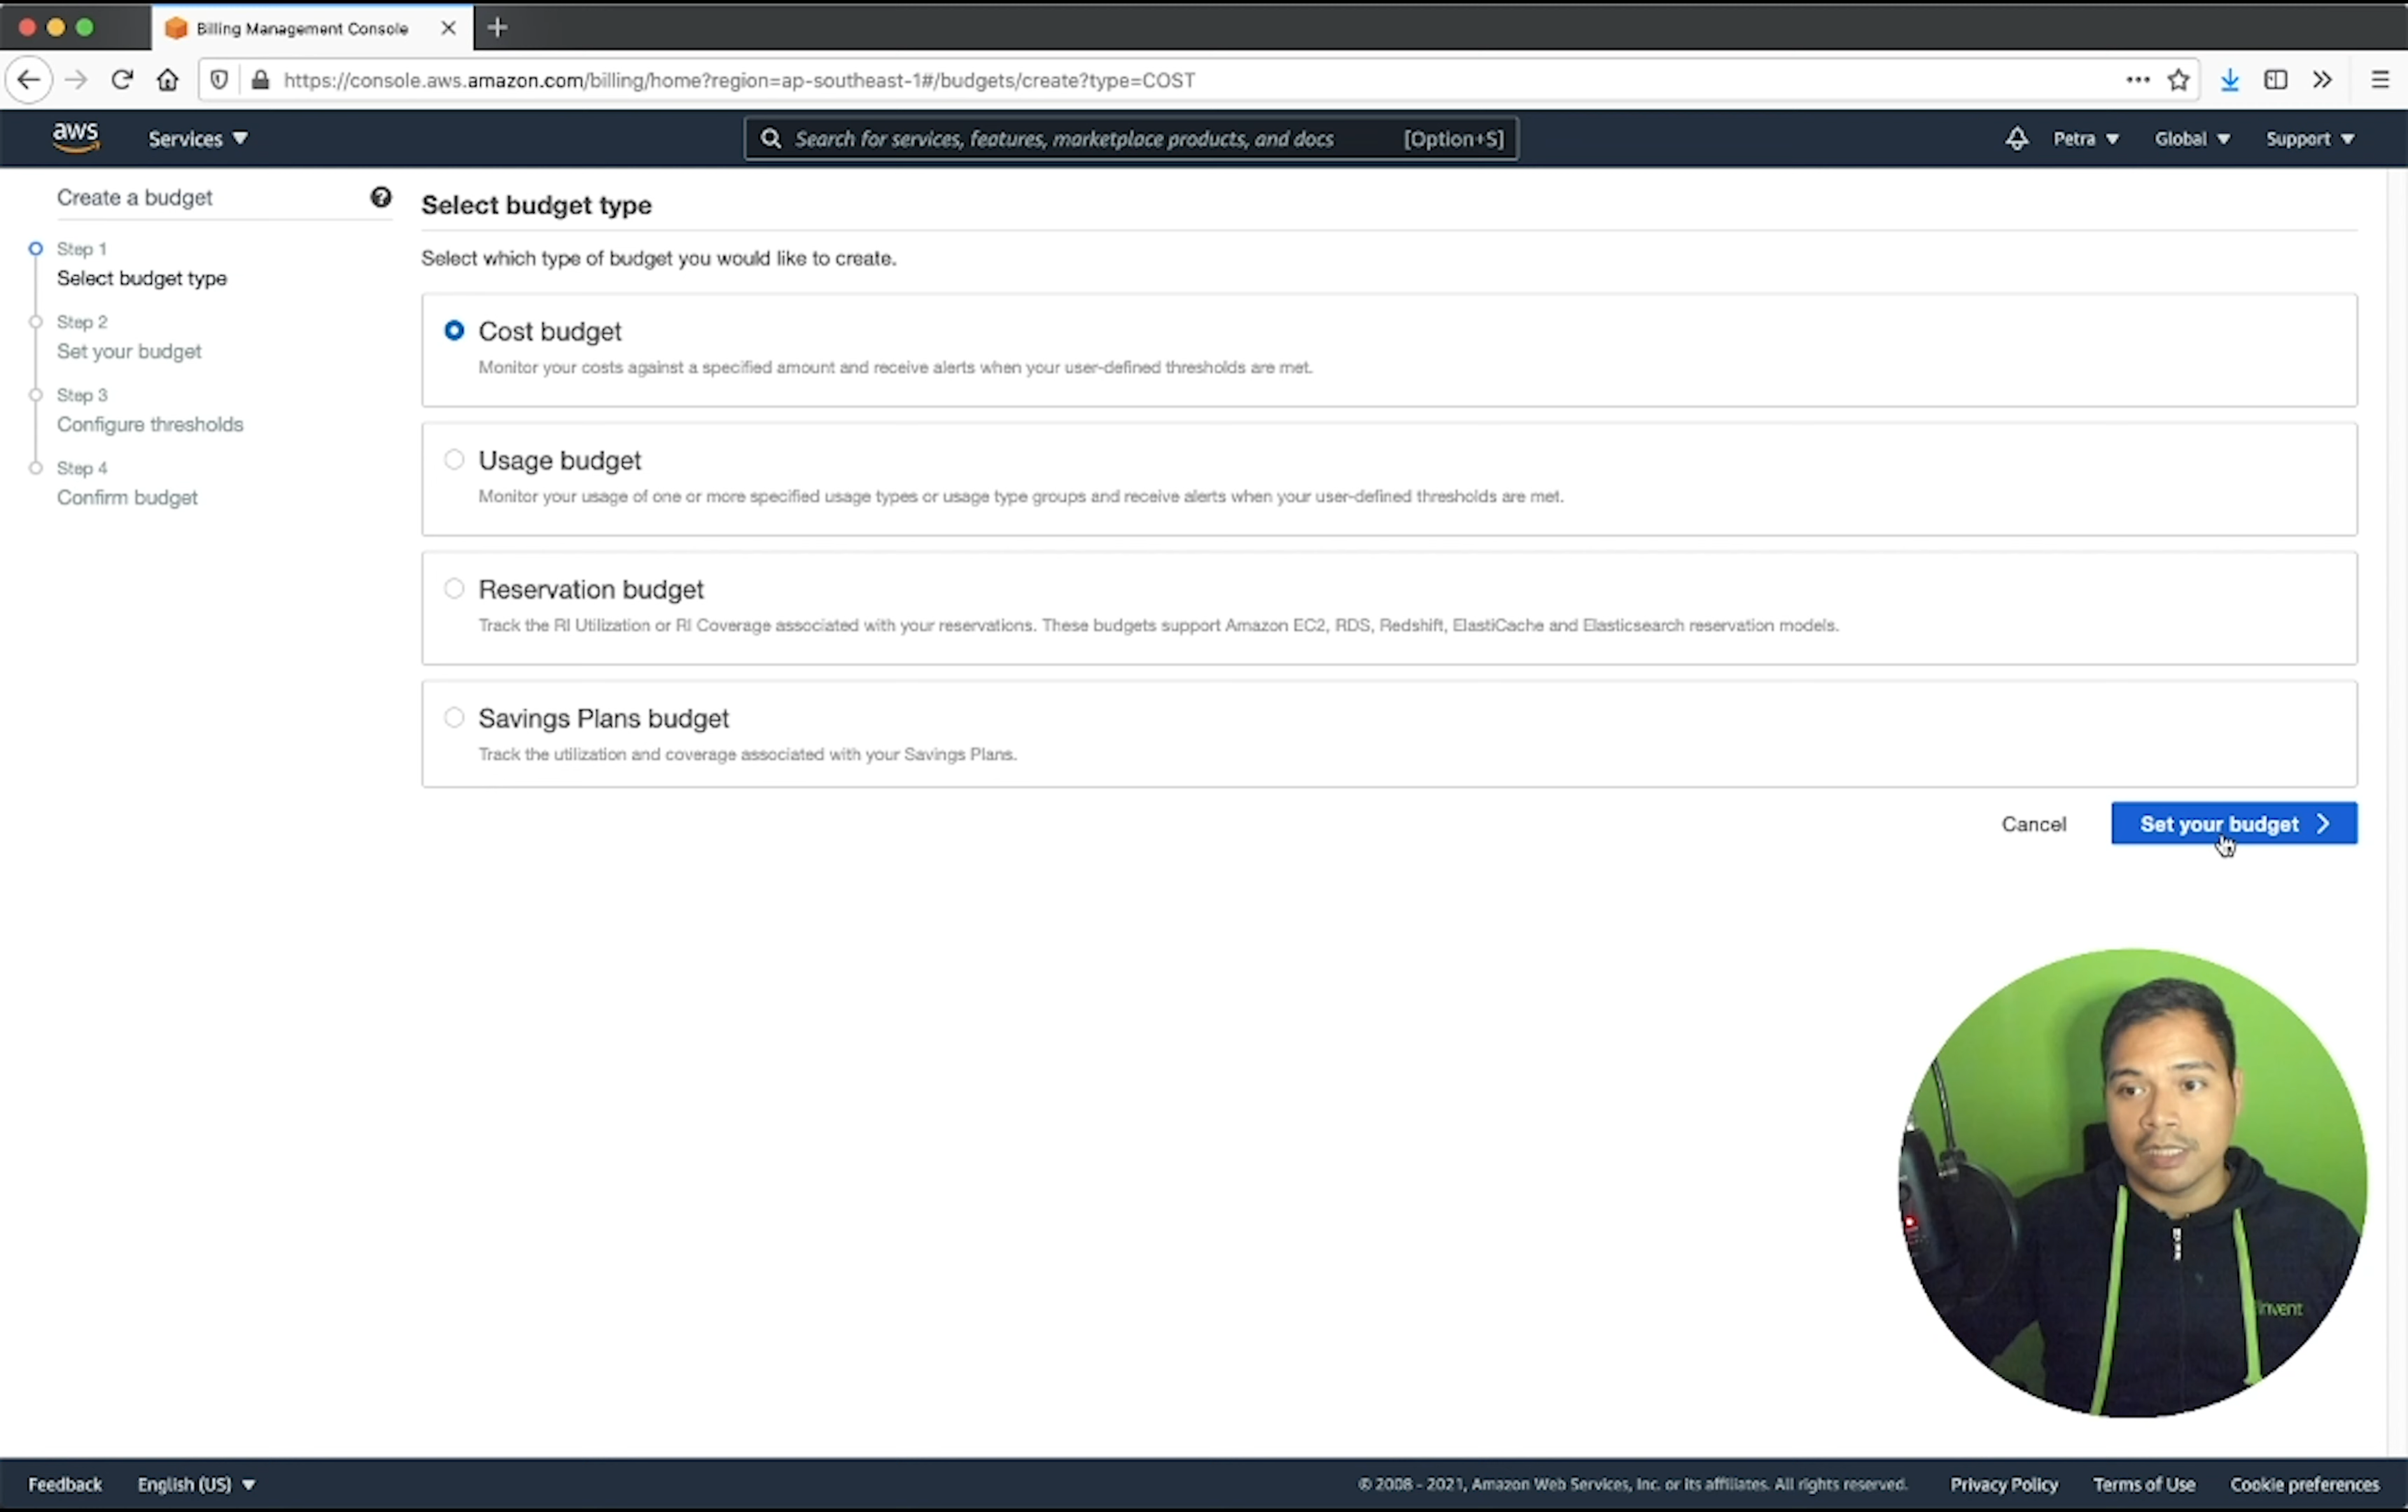 Billing Management Console
https://console.aws.amazon.com/billing/home?region=ap-southeast-1#/budgets/create?type=COST
aws
Services
Search for services, features, marketplace products, and docs
[Option+S]
Petra
Global
Support
Create a budget
Step 1
Select budget type
Step 2
Set your budget
Step 3
Configure thresholds
Step 4
Confirm budget
Select budget type
Select which type of budget you would like to create.
Cost budget
Monitor your costs against a specified amount and receive alerts when your user-defined thresholds are met.
Usage budget
Monitor your usage of one or more specified usage types or usage type groups and receive alerts when your user-defined thresholds are met.
Reservation budget
Track the RI Utilization or RI Coverage associated with your reservations. These budgets support Amazon EC2, RDS, Redshift, ElastiCache and Elasticsearch reservation models.
Savings Plans budget
Track the utilization and coverage associated with your Savings Plans.
Cancel
Set your budget
Invent
Feedback
English (US)
© 2008 - 2021, Amazon Web Services, Inc. or its affiliates. All rights reserved.
Privacy Policy
Terms of Use
Cookie preferences